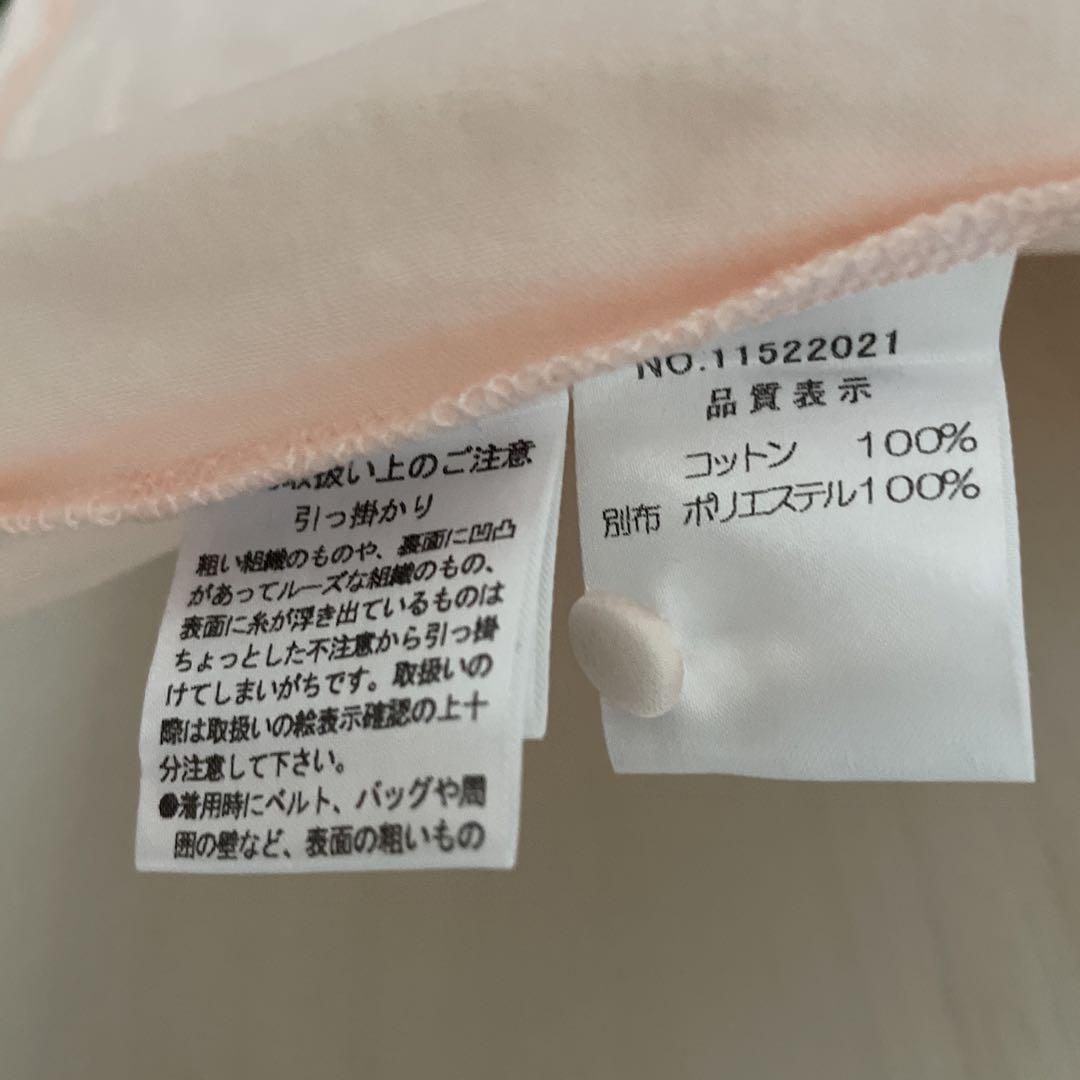 取扱い上のご注意
引っ掛かり
粗い組織のものや、裏面に凹凸
があってルーズな組織のもの、
表面に糸が浮き出ているものは
ちょっとした不注意から引っ掛
けてしまいがちです。取扱いの
際は取扱いの絵表示確認の上十
分注意して下さい。
●着用時にベルト、バッグや周
囲の壁など、表面の粗いもの
NO.11522021
品質表示
コットン 100%
別布 ポリエステル100%